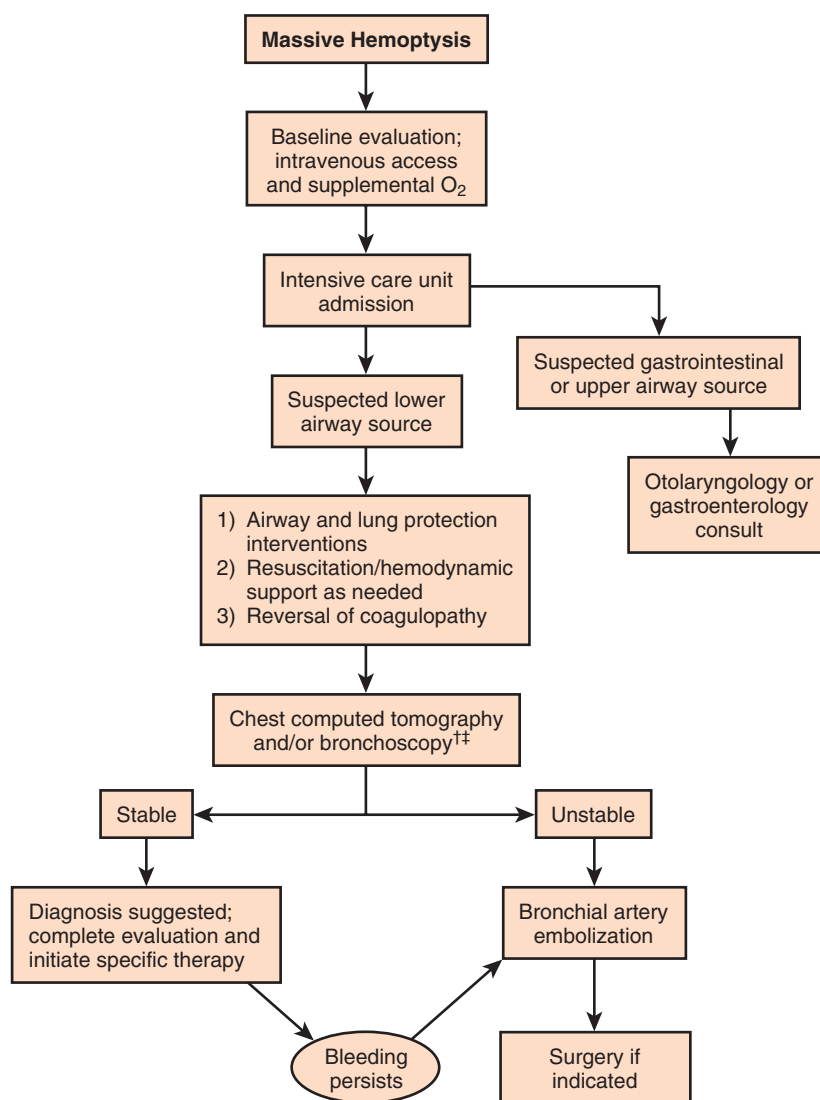 Massive Hemoptysis
Baseline evaluation;
intravenous access
and supplemental O₂
Intensive care unit
admission
Suspected gastrointestinal
or upper airway source
Suspected lower
airway source
Otolaryngology or
gastroenterology
consult
1) Airway and lung protection
interventions
2) Resuscitation/hemodynamic
support as needed
3) Reversal of coagulopathy
Chest computed tomography
and/or bronchoscopy†‡
Stable
Unstable
Diagnosis suggested;
complete evaluation and
initiate specific therapy
Bronchial artery
embolization
Bleeding
persists
Surgery if
indicated